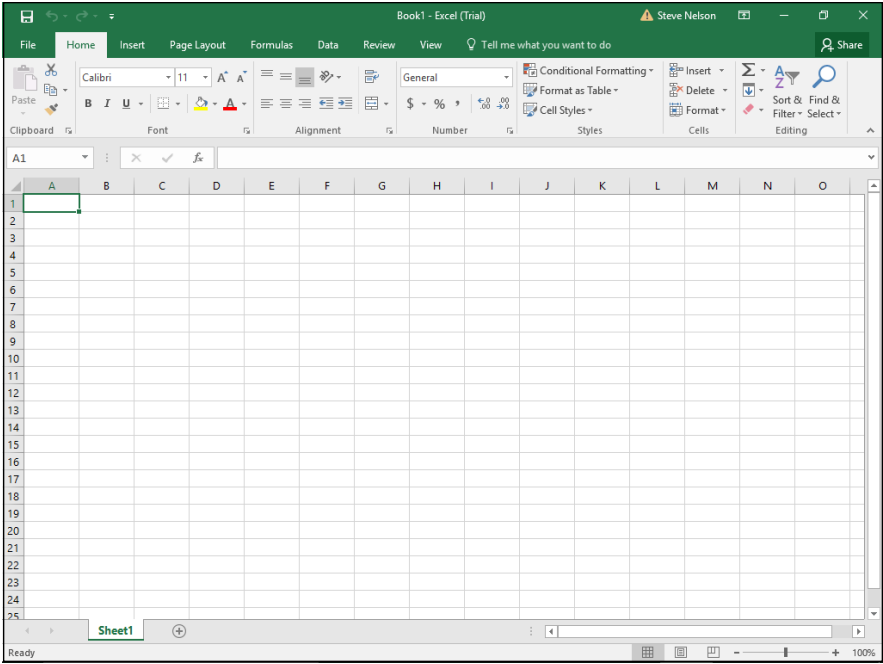 Book1 - Excel (Trial) Steve Nelson
File Home Insert Page Layout Formulas Data Review View Tell me what you want to do Share
Calibri 11 General Conditional Formatting Insert
Paste Format as Table Delete Sort & Find &
B I U A $ % , Cell Styles Format Filter Select
Clipboard Font Alignment Number Styles Cells Editing
A1 fx
A B C D E F G H I J K L M N O
1
2
3
4
5
6
7
8
9
10
11
12
13
14
15
16
17
18
19
20
21
22
23
24
25
Sheet1
Ready 100%